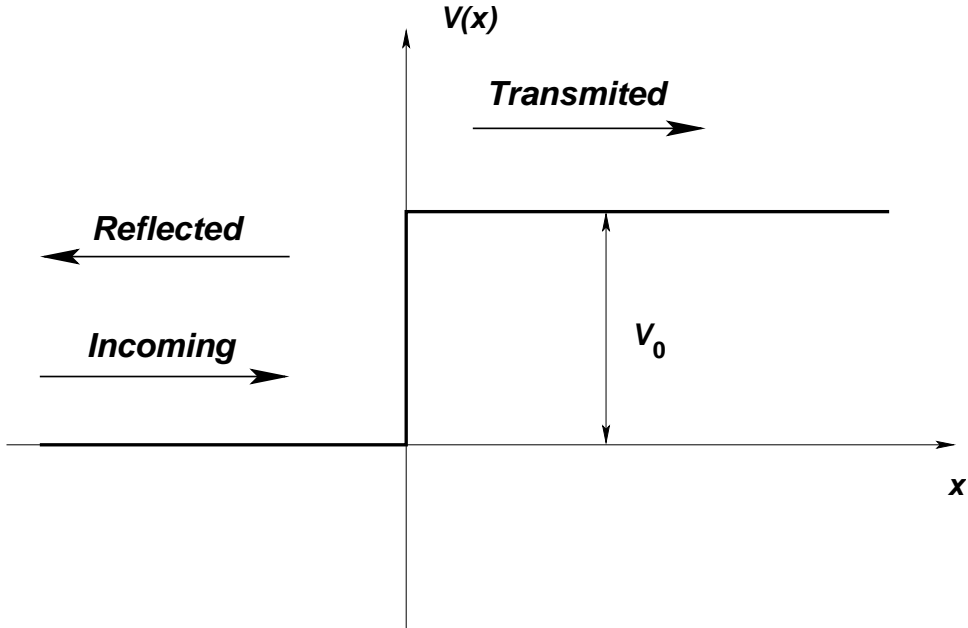 V(x)
Transmited
Reflected
Incoming
V0
x